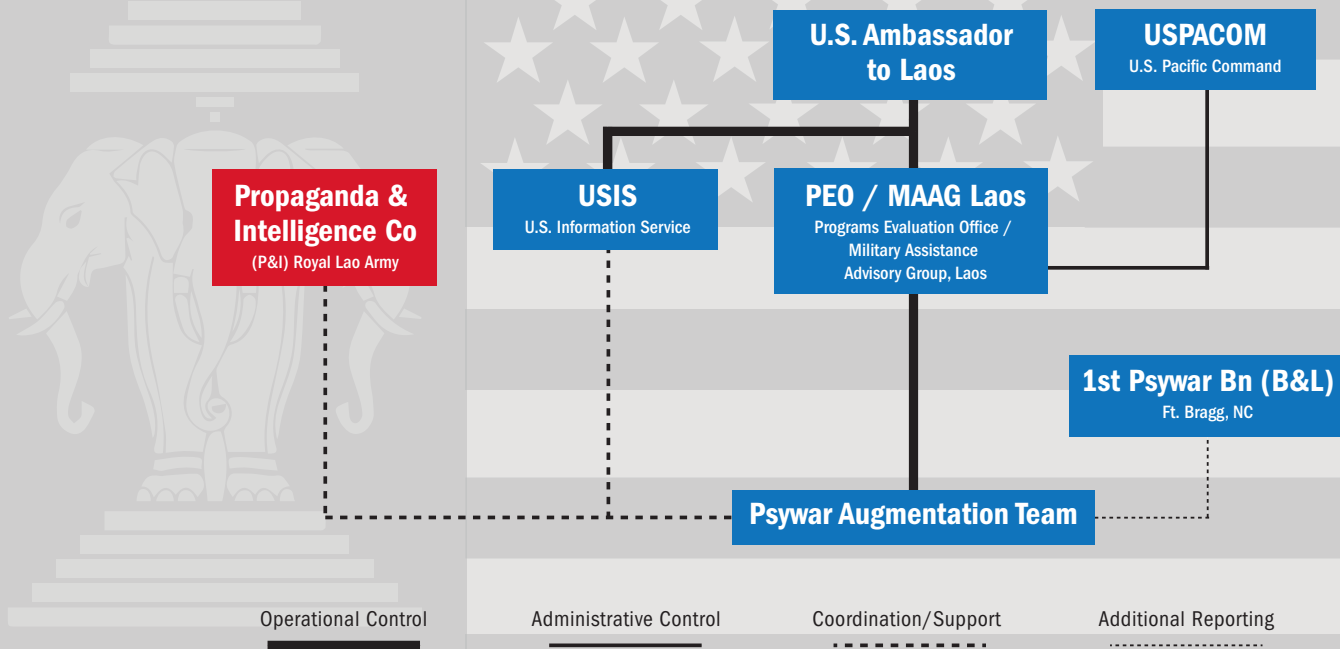 U.S. Ambassador
to Laos
USPACOM
U.S. Pacific Command
Propaganda &
Intelligence Co
(P&I) Royal Lao Army
USIS
U.S. Information Service
PEO / MAAG Laos
Programs Evaluation Office /
Military Assistance
Advisory Group, Laos
1st Psywar Bn (B&L)
Ft. Bragg, NC
Psywar Augmentation Team
Operational Control
Administrative Control
Coordination/Support
Additional Reporting